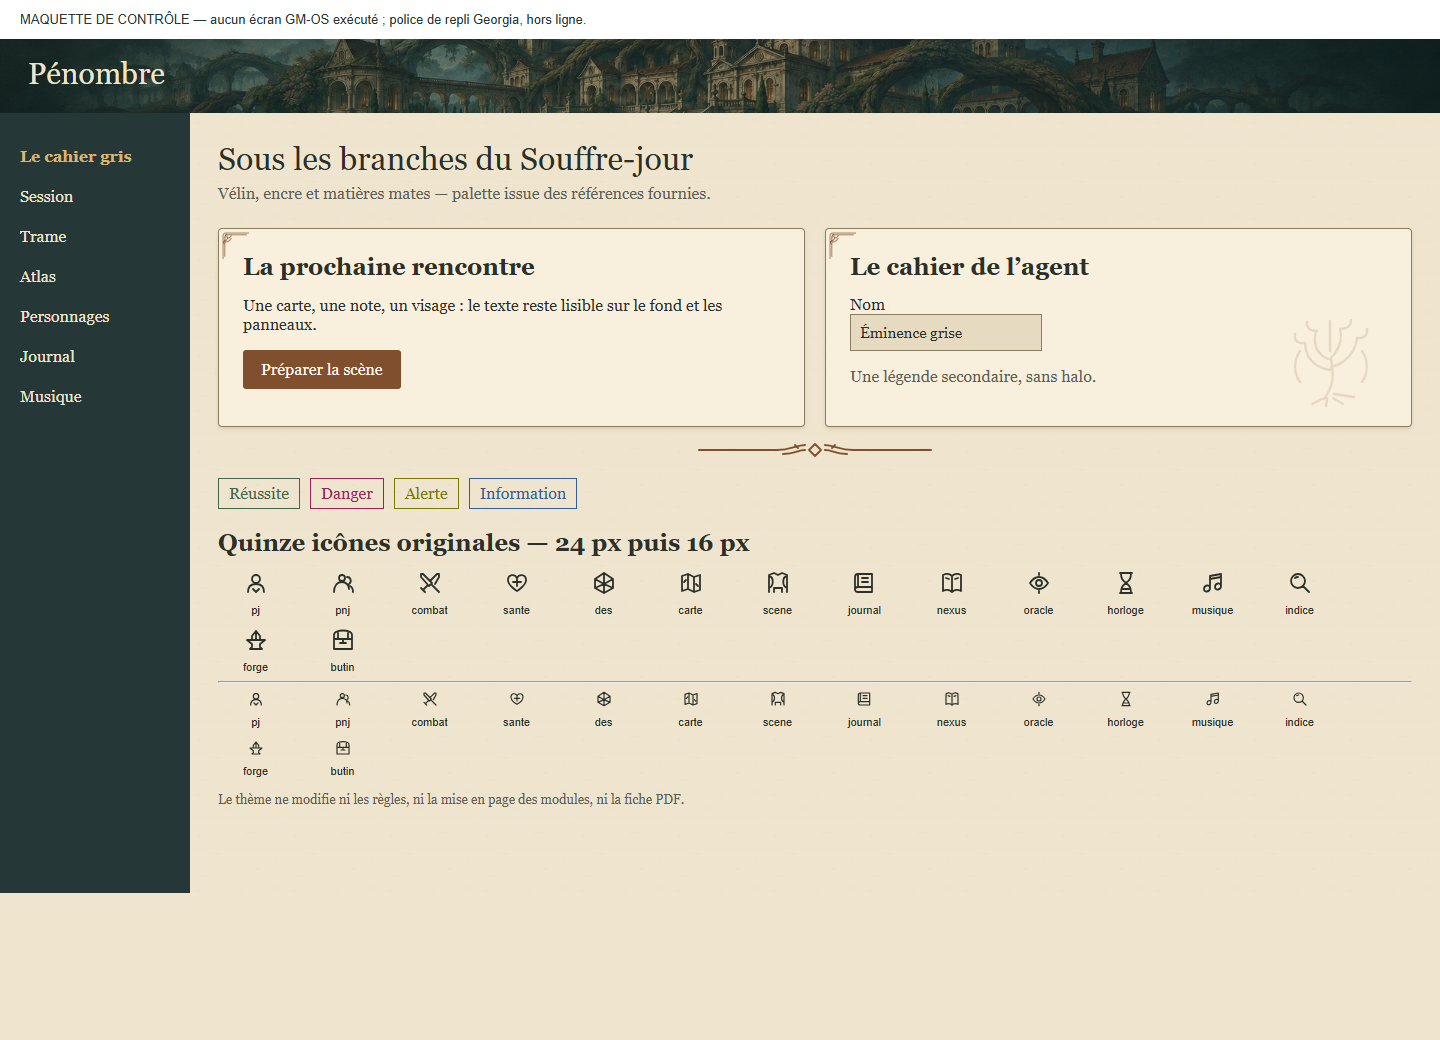 MAQUETTE DE CONTRÔLE — aucun écran GM-OS exécuté ; police de repli Georgia, hors ligne.
Pénombre
Le cahier gris
Session
Trame
Atlas
Personnages
Journal
Musique
Sous les branches du Souffre-jour
Vélin, encre et matières mates — palette issue des références fournies.
La prochaine rencontre
Une carte, une note, un visage : le texte reste lisible sur le fond et les
panneaux.
Préparer la scène
Le cahier de l’agent
Nom
Éminence grise
Une légende secondaire, sans halo.
Réussite Danger Alerte Information
Quinze icônes originales — 24 px puis 16 px
pj pnj combat sante des carte scene journal nexus oracle horloge musique indice
forge butin
pj pnj combat sante des carte scene journal nexus oracle horloge musique indice
forge butin
Le thème ne modifie ni les règles, ni la mise en page des modules, ni la fiche PDF.